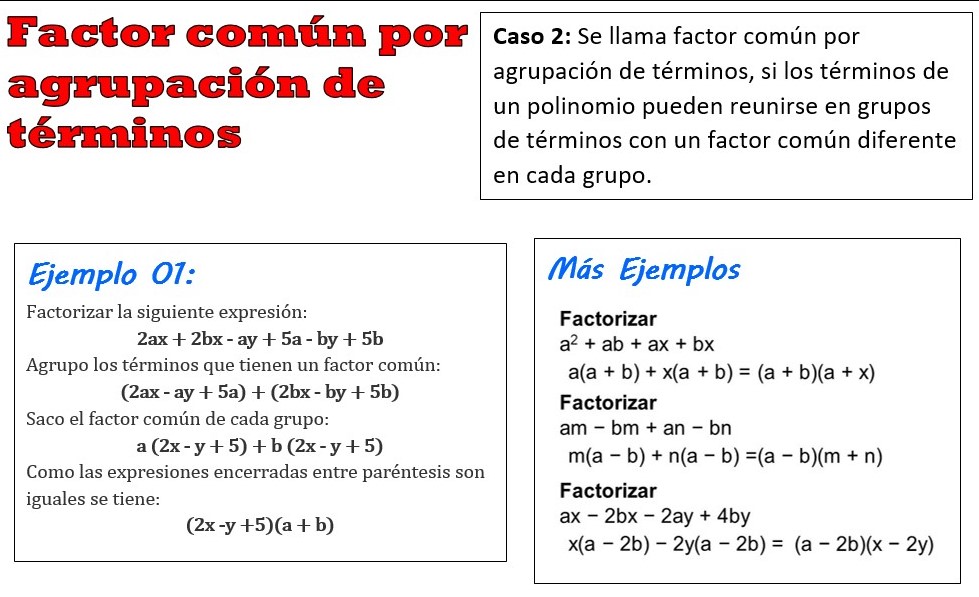 Factor común por
agrupación de
términos
Caso 2: Se llama factor común por
agrupación de términos, si los términos de
un polinomio pueden reunirse en grupos
de términos con un factor común diferente
en cada grupo.
Ejemplo 01:
Factorizar la siguiente expresión:
2ax + 2bx - ay + 5a - by + 5b
Agrupo los términos que tienen un factor común:
(2ax - ay + 5a) + (2bx - by + 5b)
Saco el factor común de cada grupo:
a (2x - y + 5) + b (2x - y + 5)
Como las expresiones encerradas entre paréntesis son
iguales se tiene:
(2x -y +5)(a + b)
Más Ejemplos
Factorizar
a² + ab + ax + bx
a(a + b) + x(a + b) = (a + b)(a + x)
Factorizar
am − bm + an − bn
m(a − b) + n(a − b) =(a − b)(m + n)
Factorizar
ax − 2bx − 2ay + 4by
x(a − 2b) − 2y(a − 2b) = (a − 2b)(x − 2y)